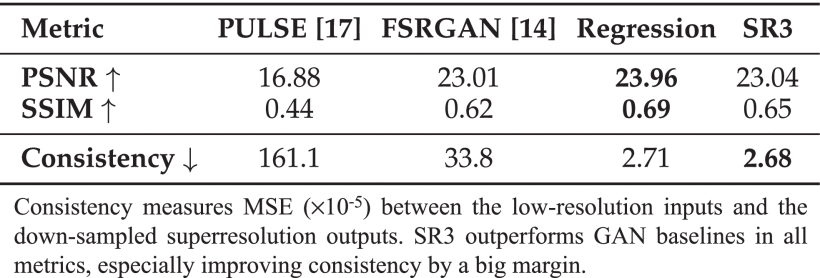 Metric PULSE [17] FSRGAN [14] Regression SR3
PSNR ↑ 16.88 23.01 23.96 23.04
SSIM ↑ 0.44 0.62 0.69 0.65
Consistency ↓ 161.1 33.8 2.71 2.68
Consistency measures MSE (×10⁻⁵) between the low-resolution inputs and the
down-sampled superresolution outputs. SR3 outperforms GAN baselines in all
metrics, especially improving consistency by a big margin.